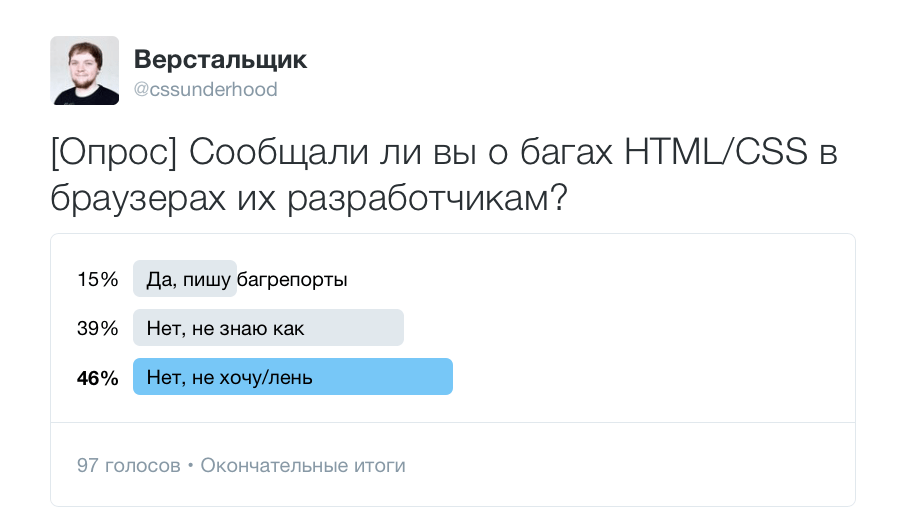 Верстальщик
@cssunderhood
[Опрос] Сообщали ли вы о багах HTML/CSS в
браузерах их разработчикам?
15% Да, пишу багрепорты
39% Нет, не знаю как
46% Нет, не хочу/лень
97 голосов • Окончательные итоги